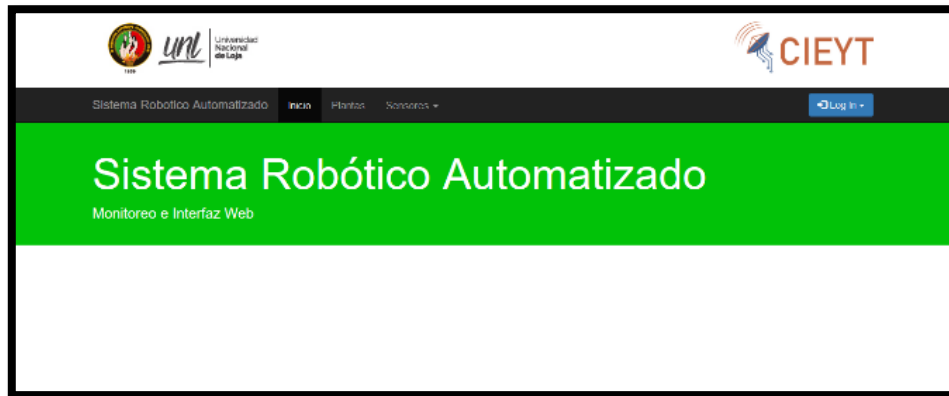 1859
unl
Universidad
Nacional
de Loja
CIEYT
Sistema Robotico Automatizado Inicio Plantas Sensores Log In
Sistema Robótico Automatizado
Monitoreo e Interfaz Web